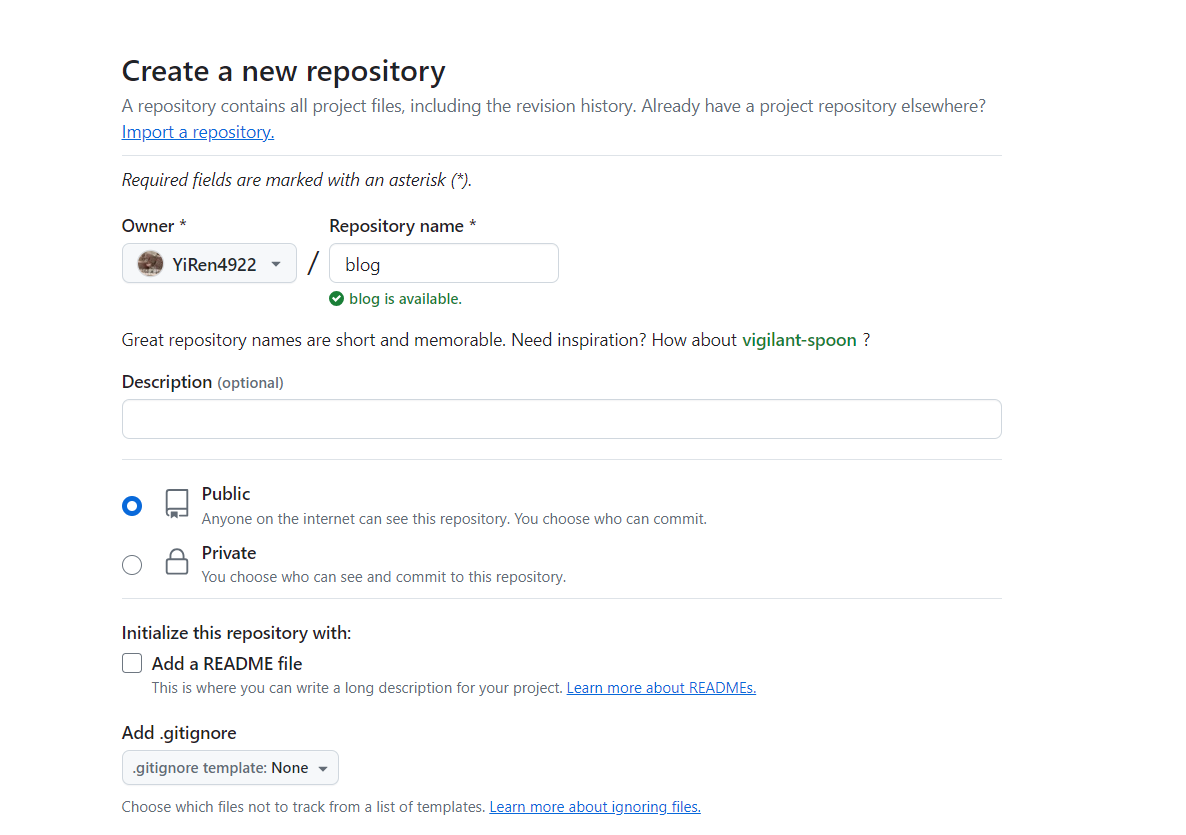 Create a new repository
A repository contains all project files, including the revision history. Already have a project repository elsewhere?
Import a repository.
Required fields are marked with an asterisk (*).
Owner * Repository name *
YiRen4922 / blog
blog is available.
Great repository names are short and memorable. Need inspiration? How about vigilant-spoon ?
Description (optional)
Public
Anyone on the internet can see this repository. You choose who can commit.
Private
You choose who can see and commit to this repository.
Initialize this repository with:
Add a README file
This is where you can write a long description for your project. Learn more about READMEs.
Add .gitignore
.gitignore template: None
Choose which files not to track from a list of templates. Learn more about ignoring files.